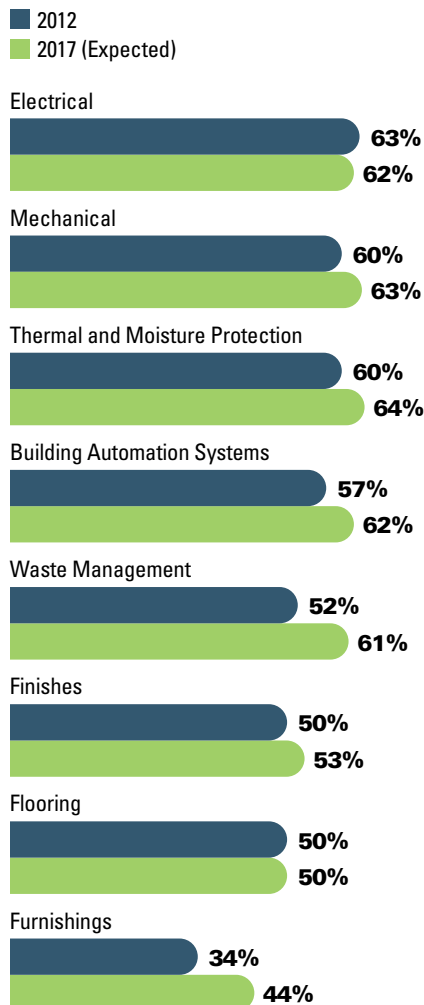 2012
2017 (Expected)
Electrical
63%
62%
Mechanical
60%
63%
Thermal and Moisture Protection
60%
64%
Building Automation Systems
57%
62%
Waste Management
52%
61%
Finishes
50%
53%
Flooring
50%
50%
Furnishings
34%
44%